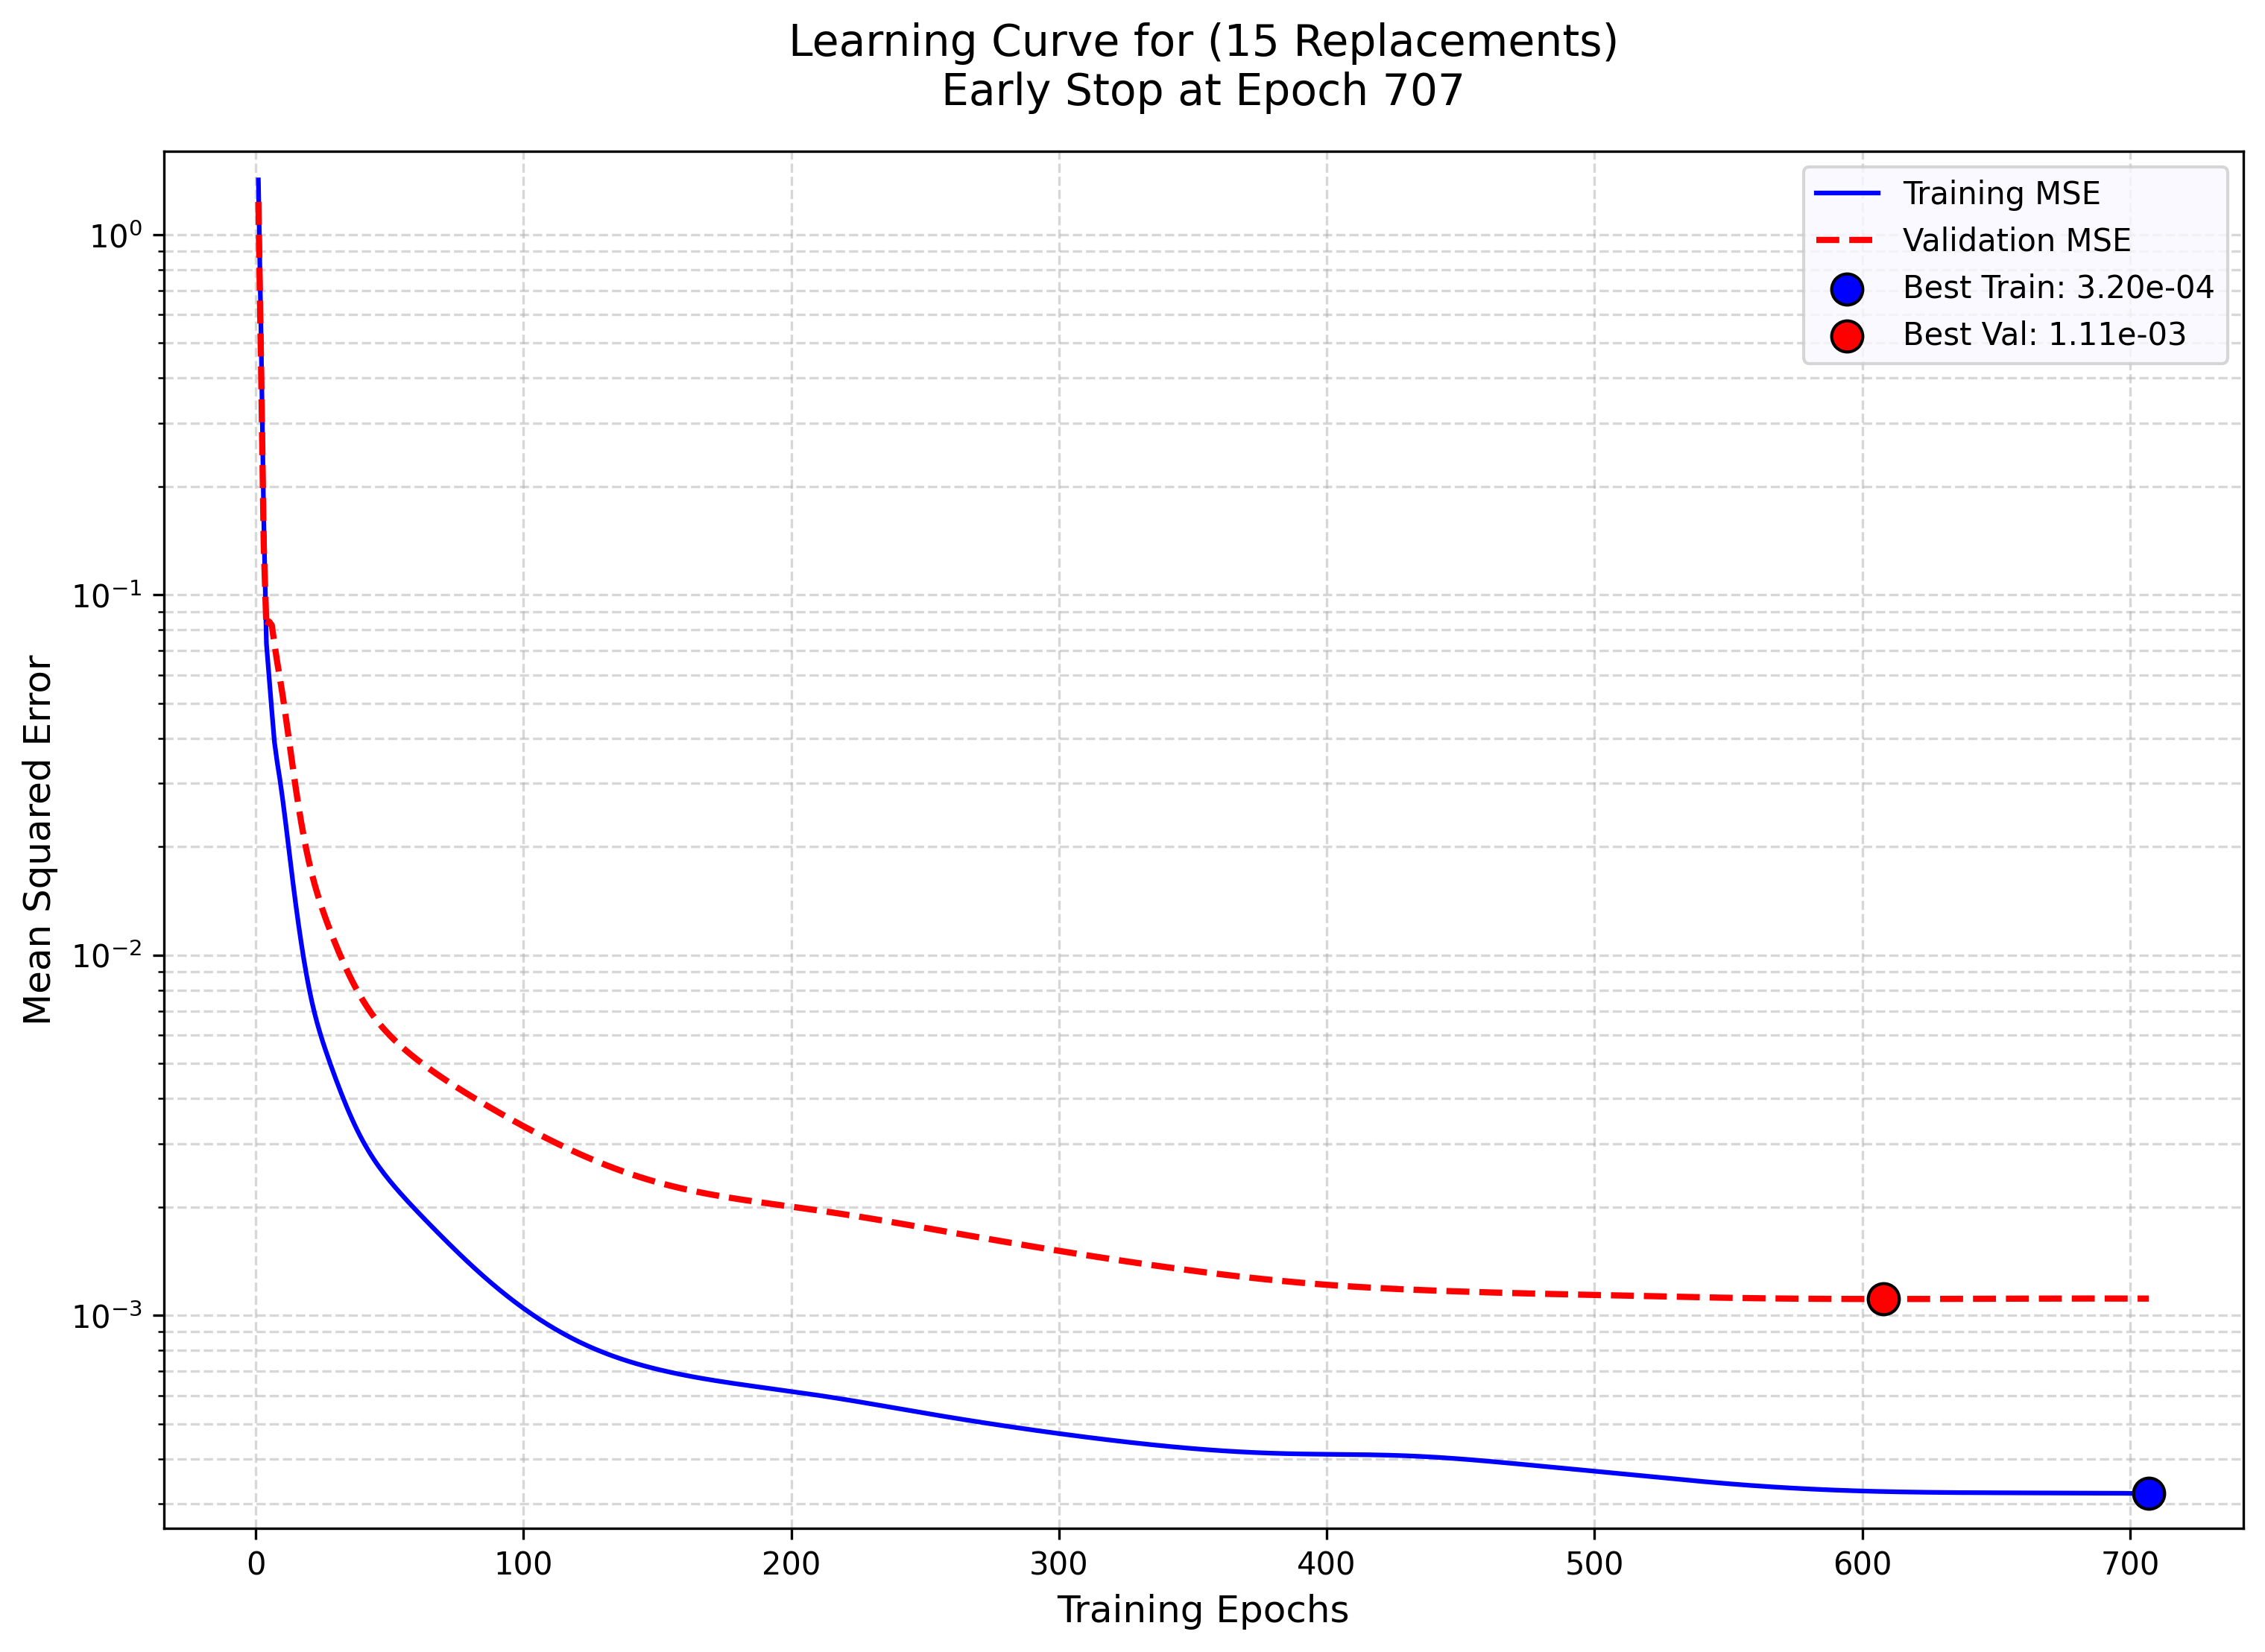 Learning Curve for (15 Replacements)
Early Stop at Epoch 707
Training MSE
Validation MSE
Best Train: 3.20e-04
Best Val: 1.11e-03
Mean Squared Error
10⁰
10⁻¹
10⁻²
10⁻³
0 100 200 300 400 500 600 700
Training Epochs